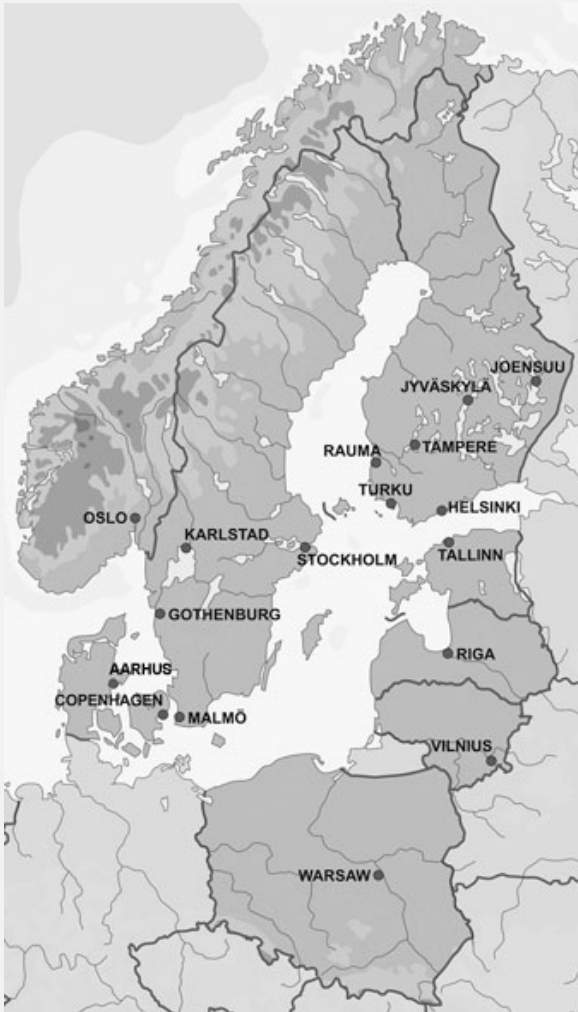 JOENSUU
JYVÄSKYLÄ
TAMPERE
RAUMA
TURKU
HELSINKI
OSLO
KARLSTAD
STOCKHOLM
TALLINN
GOTHENBURG
RIGA
AARHUS
COPENHAGEN
MALMÖ
VILNIUS
WARSAW